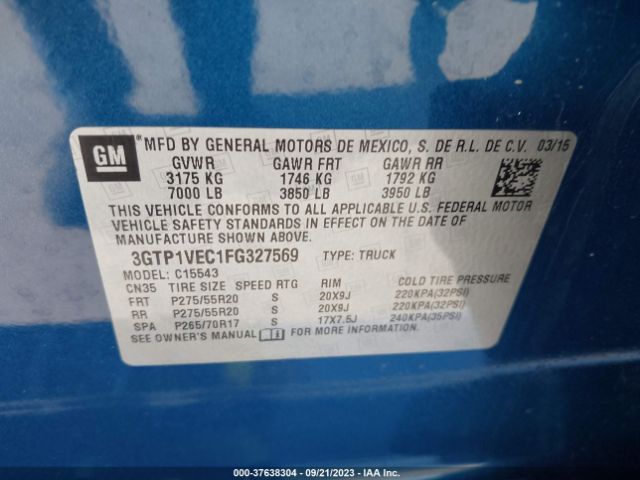 GM ® MFD BY GENERAL MOTORS DE MEXICO, S. DE R.L. DE C.V. 03/15
GVWR GAWR FRT GAWR RR
3175 KG 1746 KG 1792 KG
7000 LB 3850 LB 3950 LB
THIS VEHICLE CONFORMS TO ALL APPLICABLE U.S. FEDERAL MOTOR
VEHICLE SAFETY STANDARDS IN EFFECT ON THE DATE OF
MANUFACTURE SHOWN ABOVE.
3GTP1VEC1FG327569 TYPE: TRUCK
MODEL: C15543
CN35 TIRE SIZE SPEED RTG RIM COLD TIRE PRESSURE
FRT P275/55R20 S 20X9J 220KPA(32PSI)
RR P275/55R20 S 20X9J 220KPA(32PSI)
SPA P265/70R17 S 17X7.5J 240KPA(35PSI)
SEE OWNER'S MANUAL FOR MORE INFORMATION.
000-37638304 - 09/21/2023 - IAAI.COM